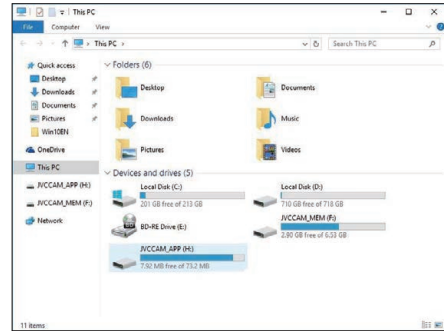 This PC
File Computer View
This PC
Search This PC
Quick access
Desktop
Downloads
Documents
Pictures
Win10EN
OneDrive
This PC
JVCCAM_APP (H:)
JVCCAM_MEM (F:)
Network
Folders (6)
Desktop
Documents
Downloads
Music
Pictures
Videos
Devices and drives (5)
Local Disk (C:)
201 GB free of 213 GB
Local Disk (D:)
710 GB free of 718 GB
BD-RE Drive (E:)
JVCCAM_MEM (F:)
2.90 GB free of 6.53 GB
JVCCAM_APP (H:)
7.92 MB free of 73.2 MB
11 items